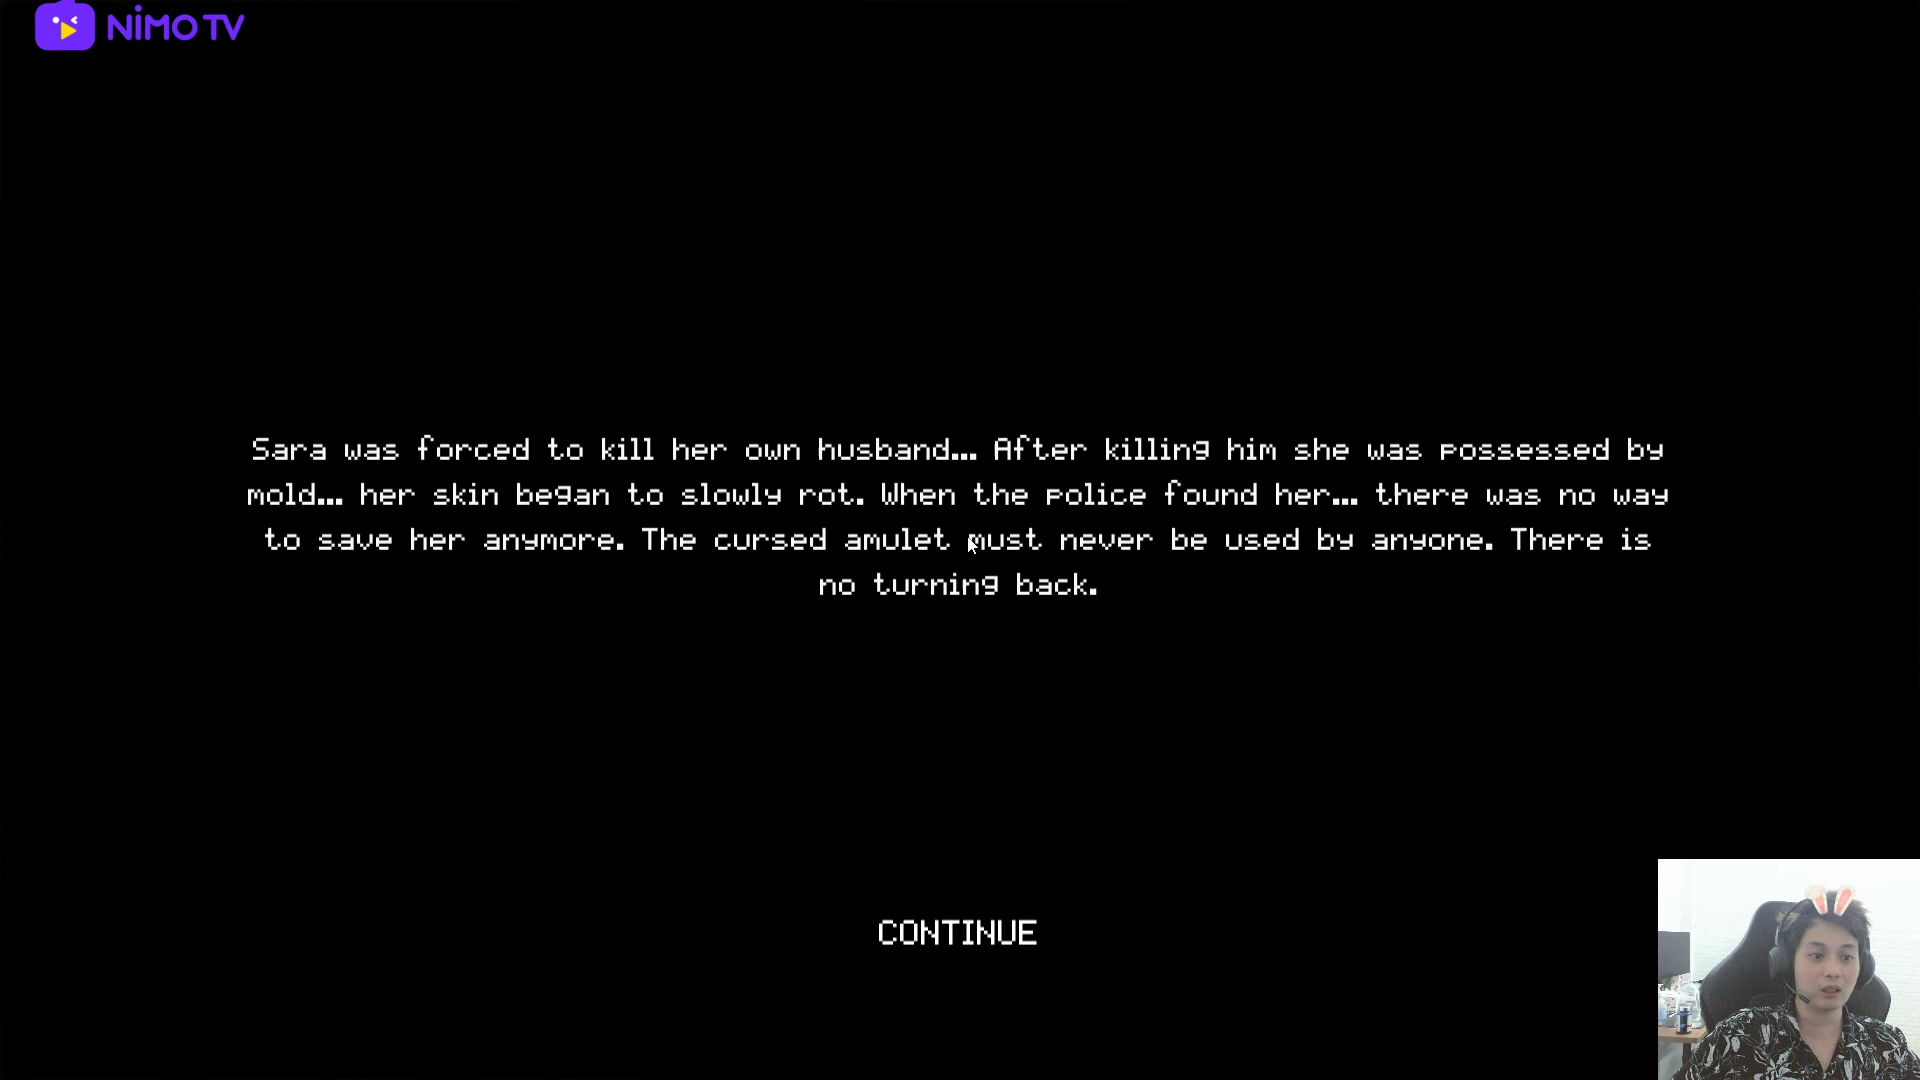 NIMO TV
Sara was forced to kill her own husband... After killing him she was possessed by
mold... her skin began to slowly rot. When the police found her... there was no way
to save her anymore. The cursed amulet must never be used by anyone. There is
no turning back.
CONTINUE